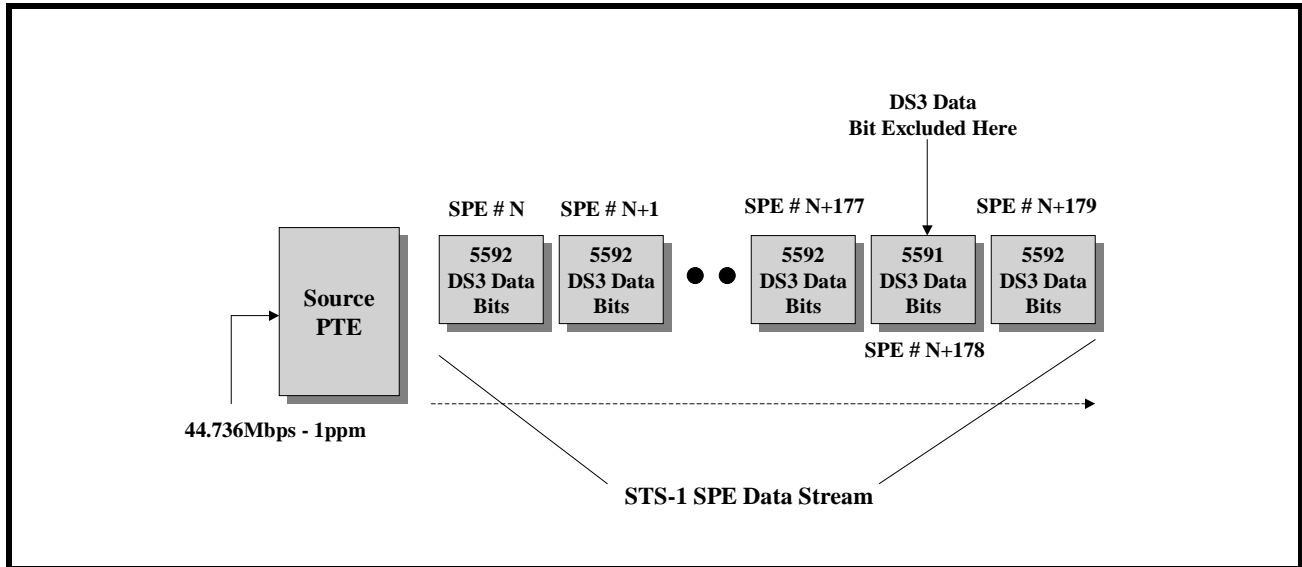 DS3 Data
Bit Excluded Here
SPE # N
SPE # N+1
SPE # N+177
SPE # N+179
Source
PTE
5592
DS3 Data
Bits
5592
DS3 Data
Bits
5592
DS3 Data
Bits
5591
DS3 Data
Bits
5592
DS3 Data
Bits
SPE # N+178
44.736Mbps - 1ppm
STS-1 SPE Data Stream